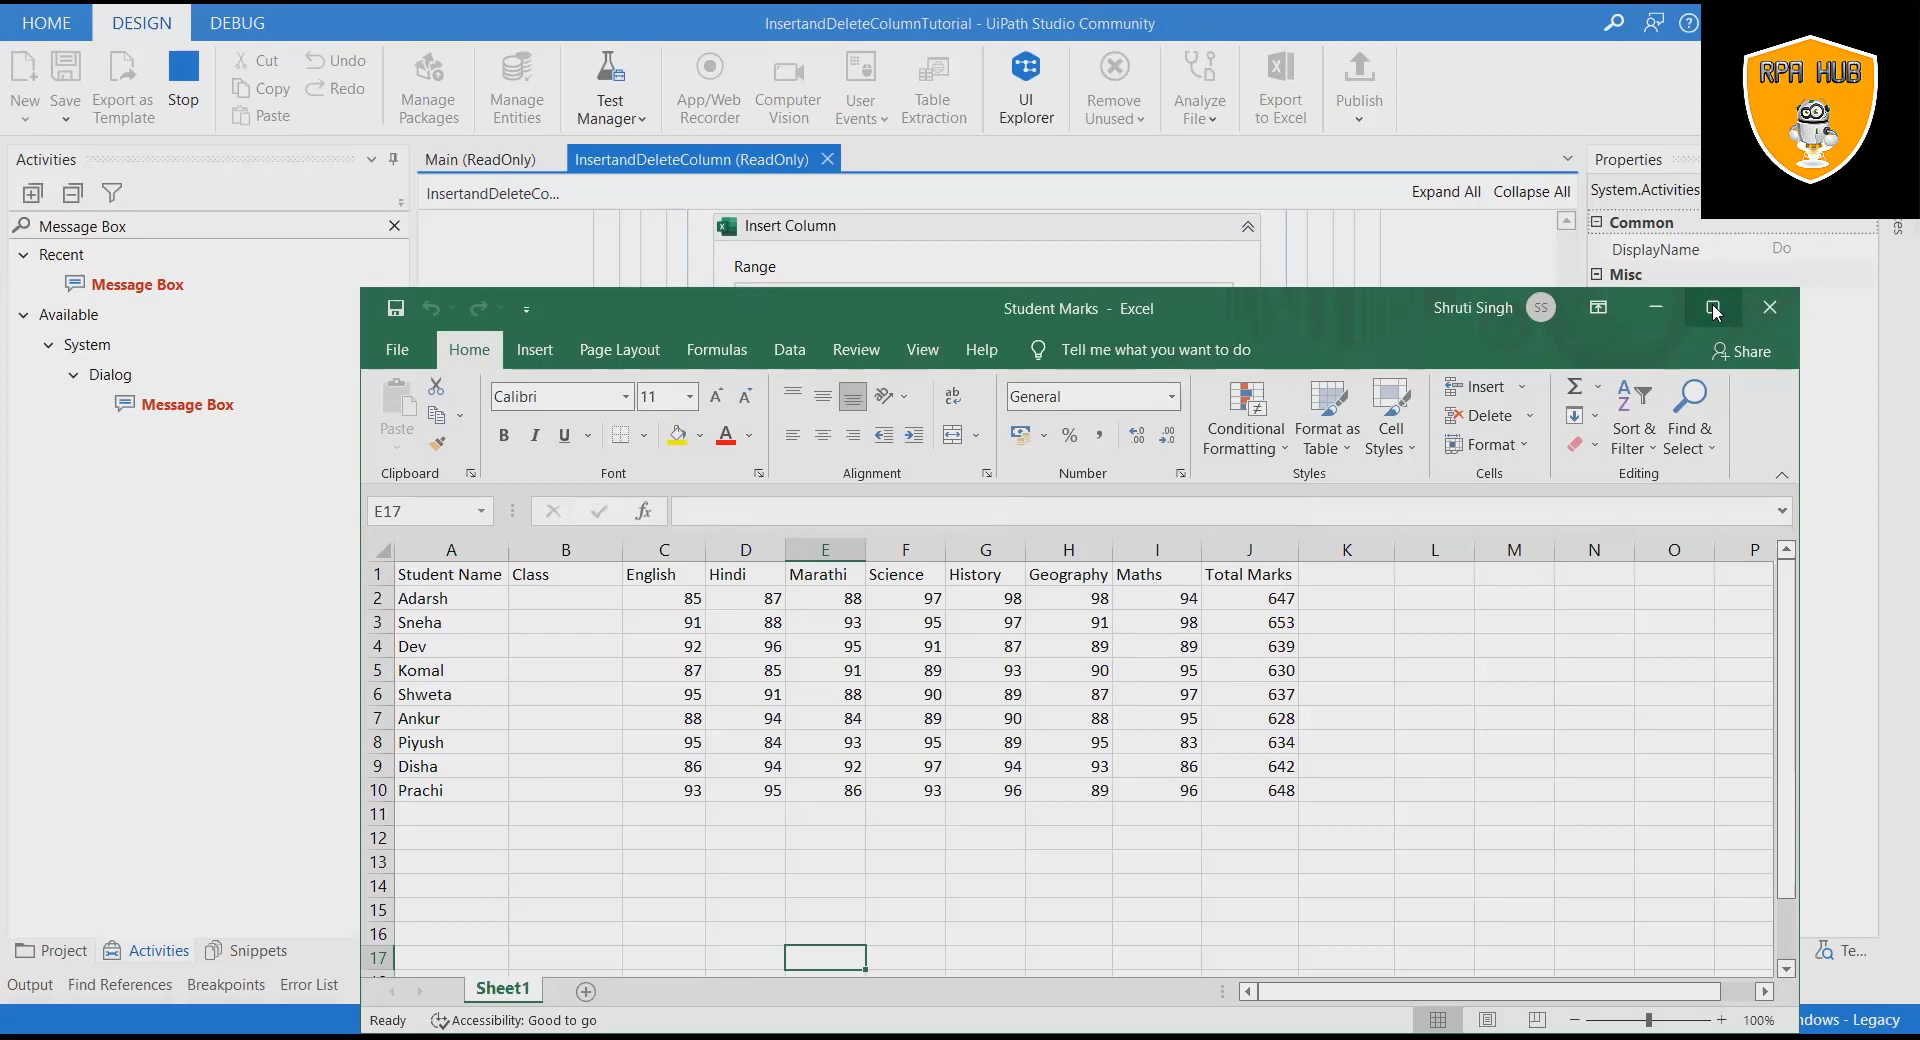 HOME DESIGN DEBUG InsertandDeleteColumnTutorial - UiPath Studio Community
RPA HUB
New Save Export as Template Stop Cut Copy Paste Undo Redo Manage Packages Manage Entities Test Manager App/Web Recorder Computer Vision User Events Table Extraction UI Explorer Remove Unused Analyze File Export to Excel Publish
Activities Main (ReadOnly) InsertandDeleteColumn (ReadOnly) Properties
InsertandDeleteCo... Expand All Collapse All System.Activities
Message Box Insert Column Common
Recent Range DisplayName Do
Message Box Misc
Available
System
Dialog
Message Box
Student Marks - Excel Shruti Singh SS
File Home Insert Page Layout Formulas Data Review View Help Tell me what you want to do Share
Paste Calibri 11 ab General Conditional Formatting Format as Table Cell Styles Insert Delete Format Sort & Filter Find & Select
B I U A %
Clipboard Font Alignment Number Styles Cells Editing
E17 fx
A B C D E F G H I J K L M N O P
1 Student Name Class English Hindi Marathi Science History Geography Maths Total Marks
2 Adarsh 85 87 88 97 98 98 94 647
3 Sneha 91 88 93 95 97 91 98 653
4 Dev 92 96 95 91 87 89 89 639
5 Komal 87 85 91 89 93 90 95 630
6 Shweta 95 91 88 90 89 87 97 637
7 Ankur 88 94 84 89 90 88 95 628
8 Piyush 95 84 93 95 89 95 83 634
9 Disha 86 94 92 97 94 93 86 642
10 Prachi 93 95 86 93 96 89 96 648
11
12
13
14
15
16
17
Project Activities Snippets Te...
Output Find References Breakpoints Error List Sheet1
Ready Accessibility: Good to go 100% ndows - Legacy